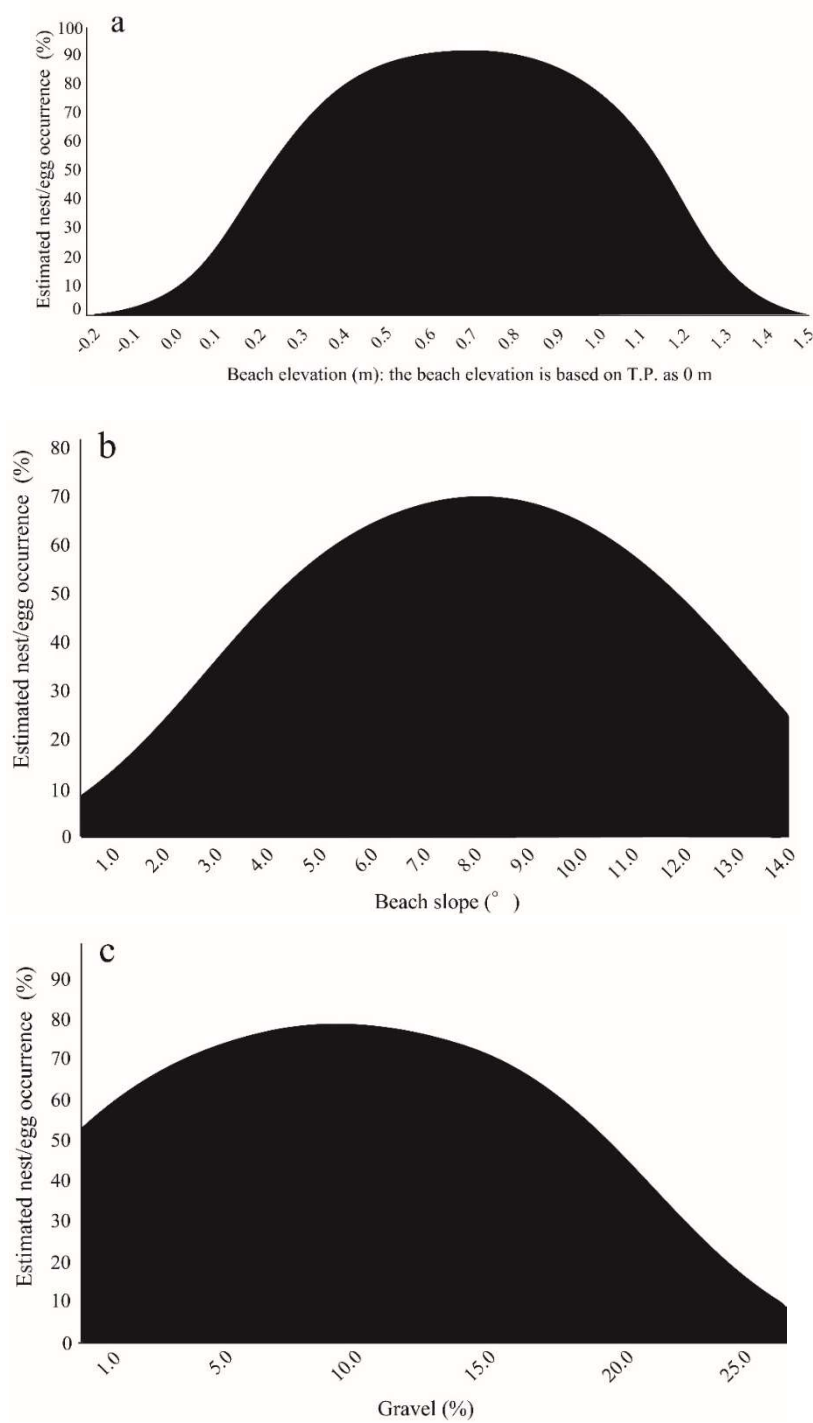 a
Estimated nest/egg occurrence (%)
100
90
80
70
60
50
40
30
20
10
0
-0.2 -0.1 0.0 0.1 0.2 0.3 0.4 0.5 0.6 0.7 0.8 0.9 1.0 1.1 1.2 1.3 1.4 1.5
Beach elevation (m): the beach elevation is based on T.P. as 0 m
b
Estimated nest/egg occurrence (%)
80
70
60
50
40
30
20
10
0
1.0 2.0 3.0 4.0 5.0 6.0 7.0 8.0 9.0 10.0 11.0 12.0 13.0 14.0
Beach slope (° )
c
Estimated nest/egg occurrence (%)
90
80
70
60
50
40
30
20
10
0
1.0 5.0 10.0 15.0 20.0 25.0
Gravel (%)